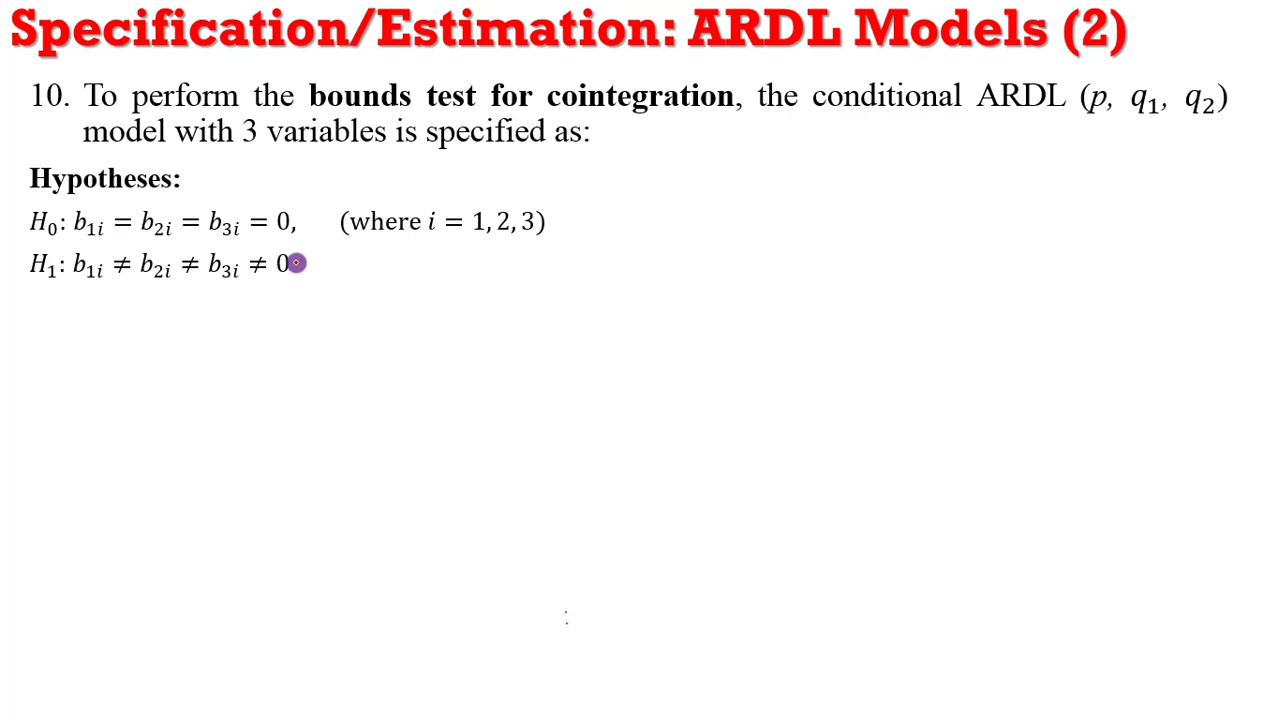 Specification/Estimation: ARDL Models (2)
10. To perform the bounds test for cointegration, the conditional ARDL (p, q₁, q₂)
model with 3 variables is specified as:
Hypotheses:
H₀: b₁ᵢ = b₂ᵢ = b₃ᵢ = 0, (where i = 1, 2, 3)
H₁: b₁ᵢ ≠ b₂ᵢ ≠ b₃ᵢ ≠ 0